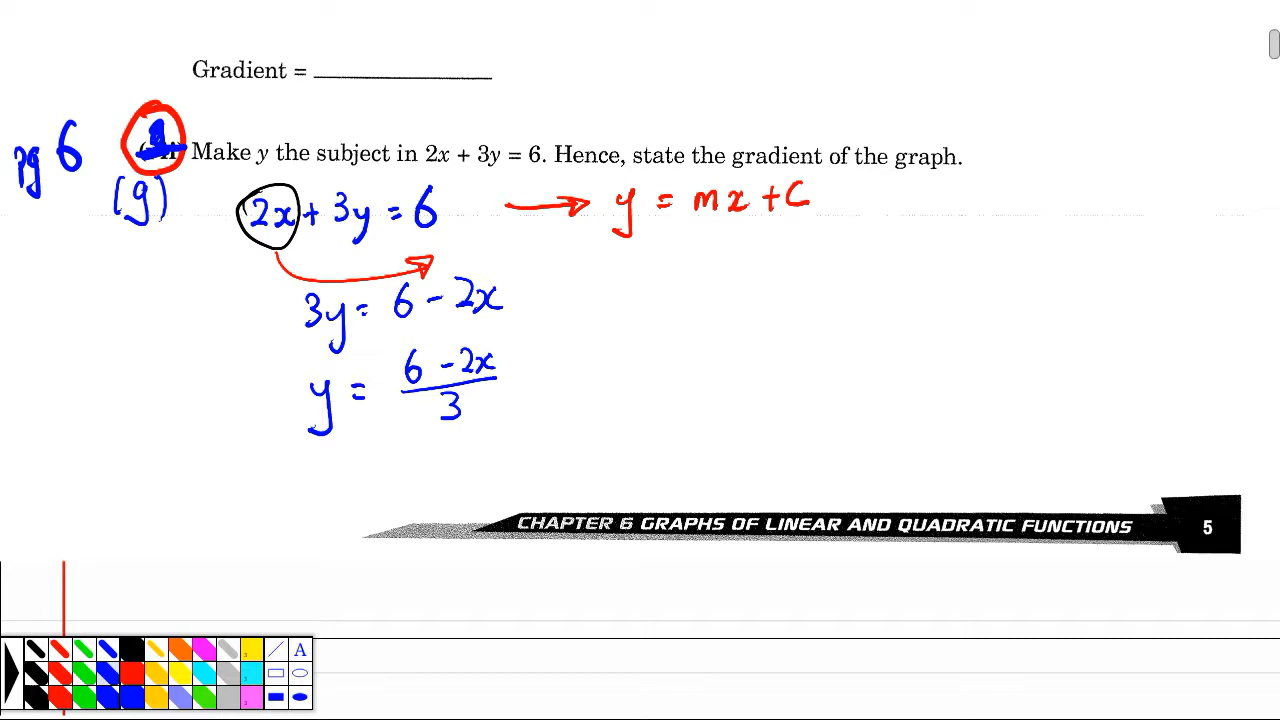 Gradient = ____________
pg 6
Make y the subject in 2x + 3y = 6. Hence, state the gradient of the graph.
(g)
2x + 3y = 6 → y = mx + C
3y = 6 - 2x
y = (6 - 2x)/3
CHAPTER 6 GRAPHS OF LINEAR AND QUADRATIC FUNCTIONS 5
A